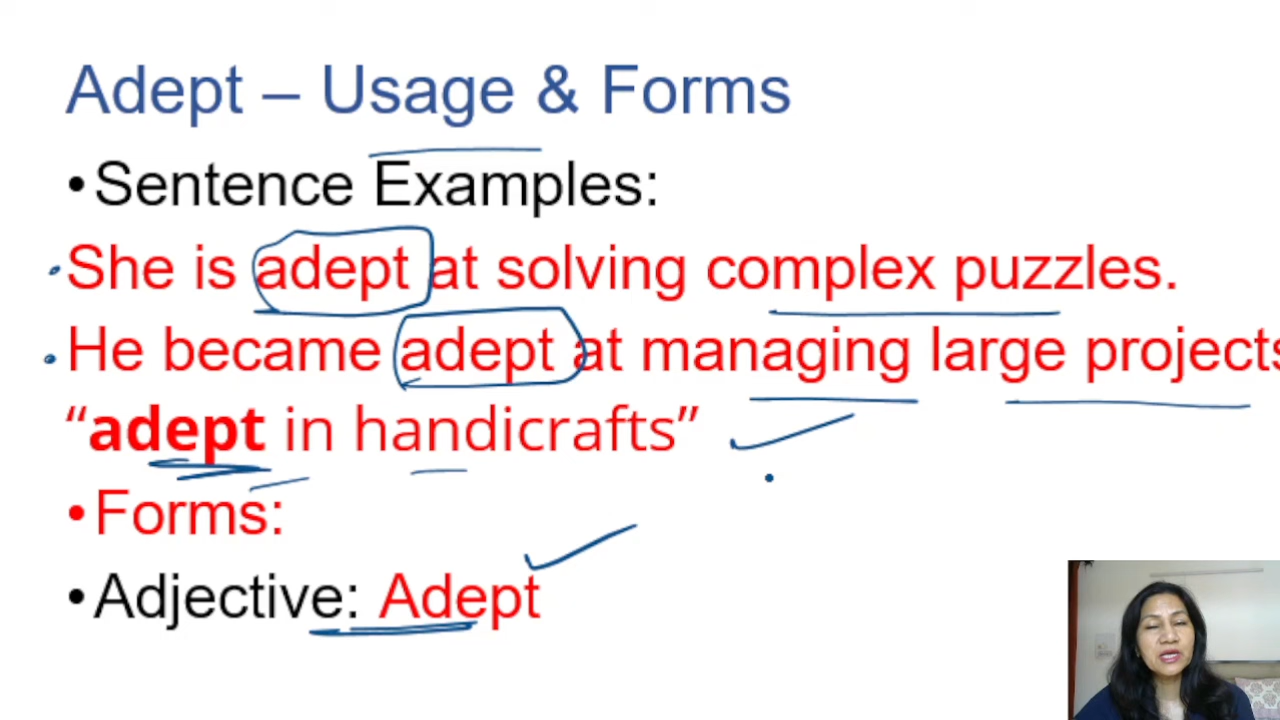 Adept – Usage & Forms
•Sentence Examples:
She is adept at solving complex puzzles.
He became adept at managing large projects
“adept in handicrafts”
•Forms:
•Adjective: Adept